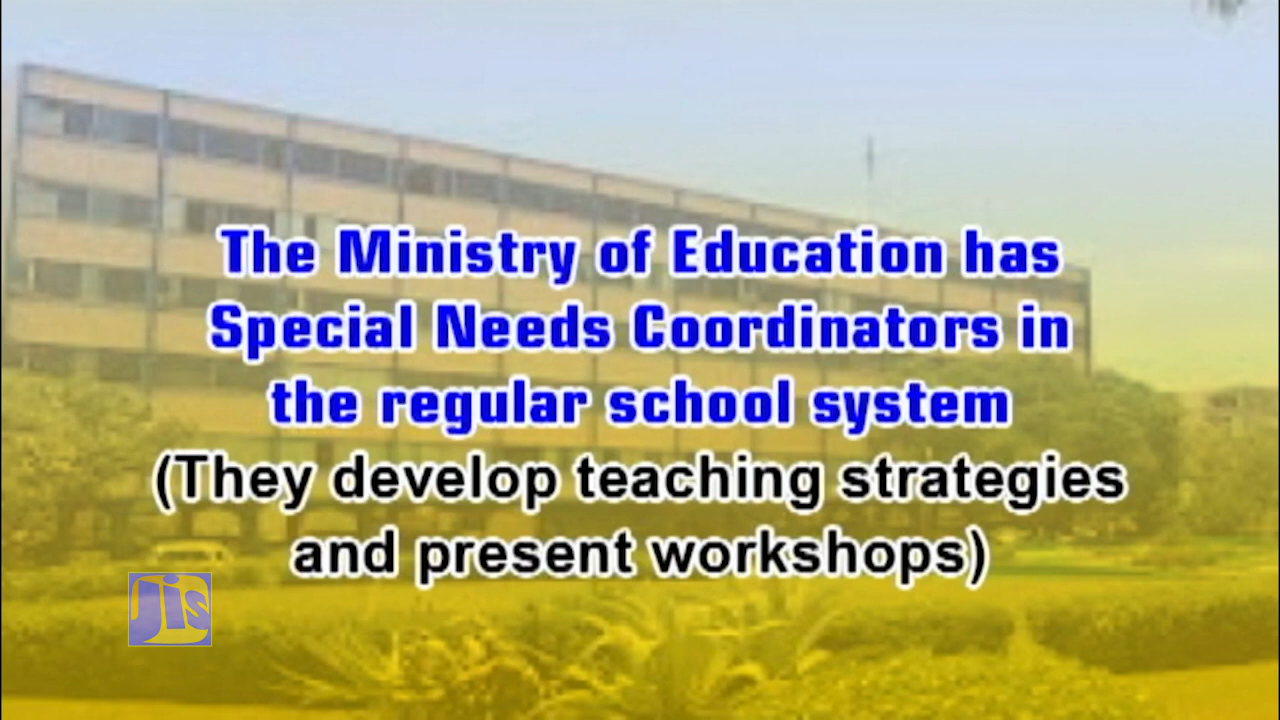 The Ministry of Education has
Special Needs Coordinators in
the regular school system
(They develop teaching strategies
and present workshops)
JIS